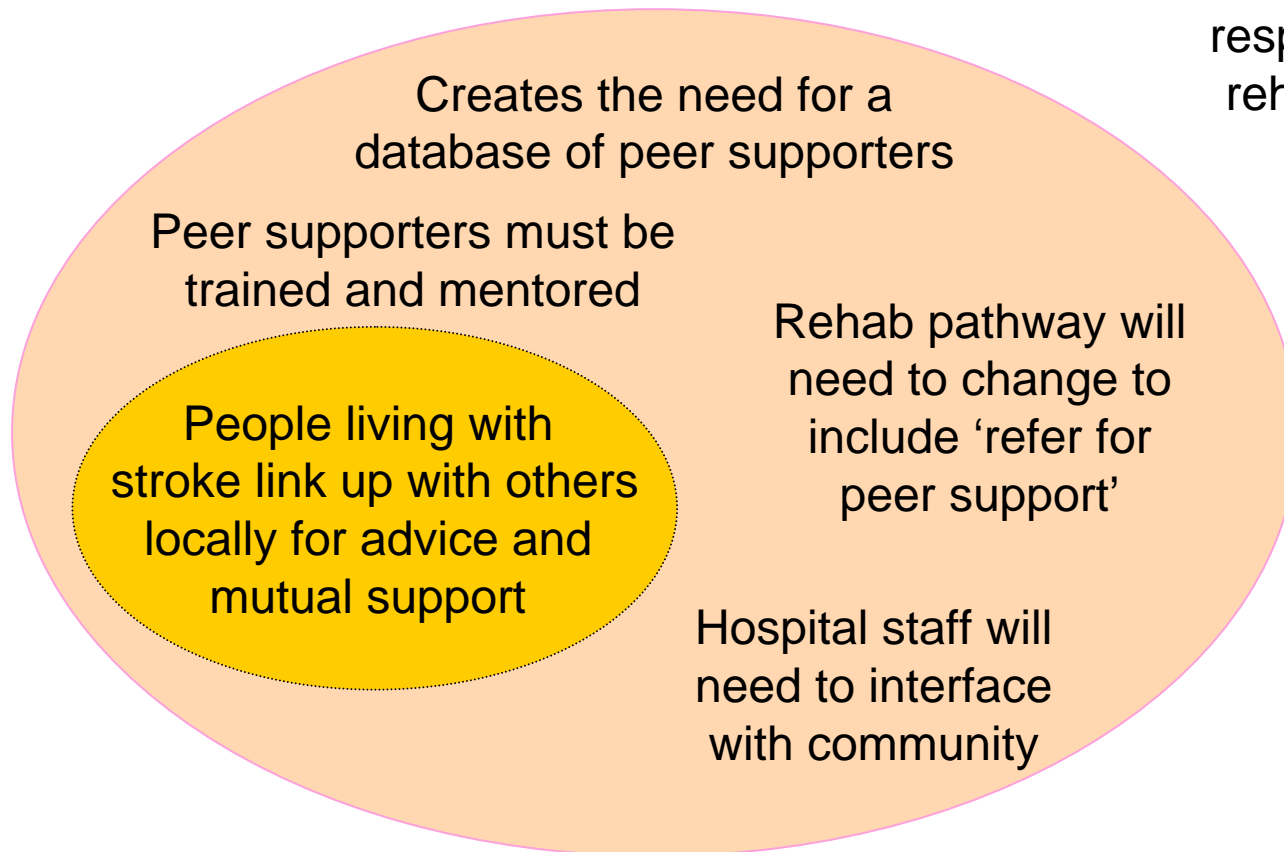 Creates the need for a
database of peer supporters
Peer supporters must be
trained and mentored
People living with
stroke link up with others
locally for advice and
mutual support
Rehab pathway will
need to change to
include ‘refer for
peer support’
Hospital staff will
need to interface
with community